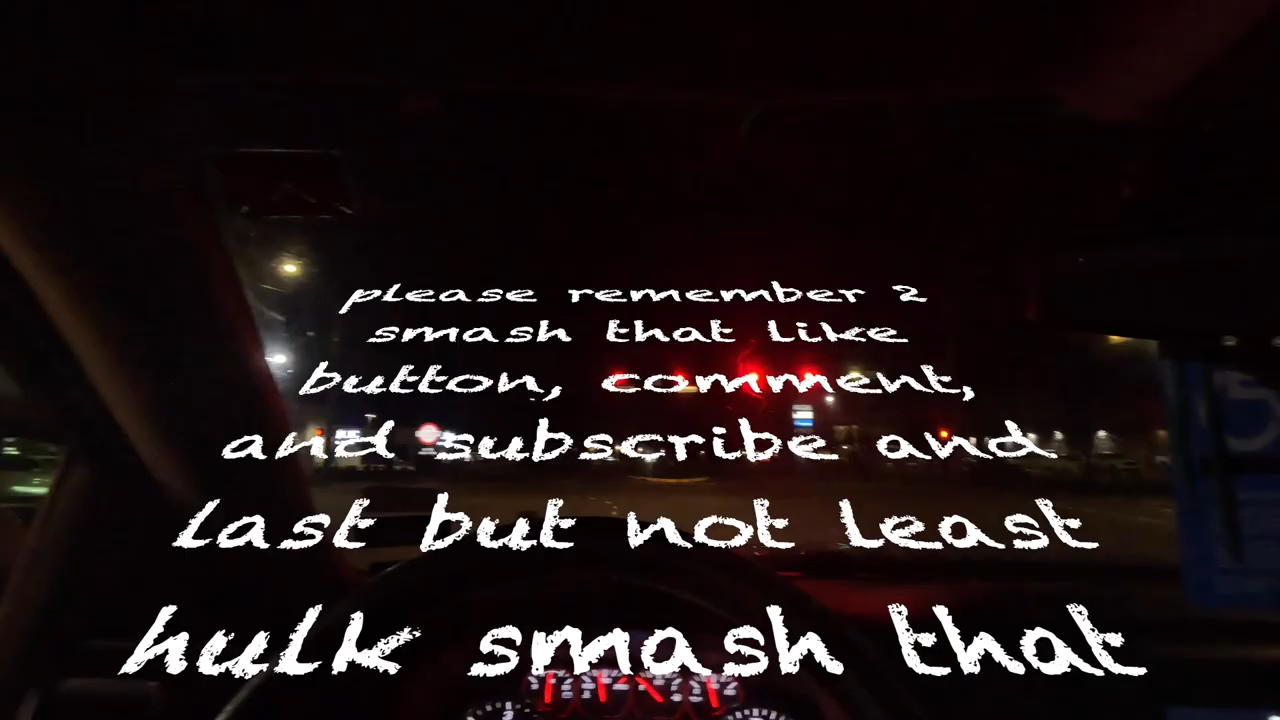 please remember 2
smash that like
button, comment,
and subscribe and
last but not least
hulk smash that